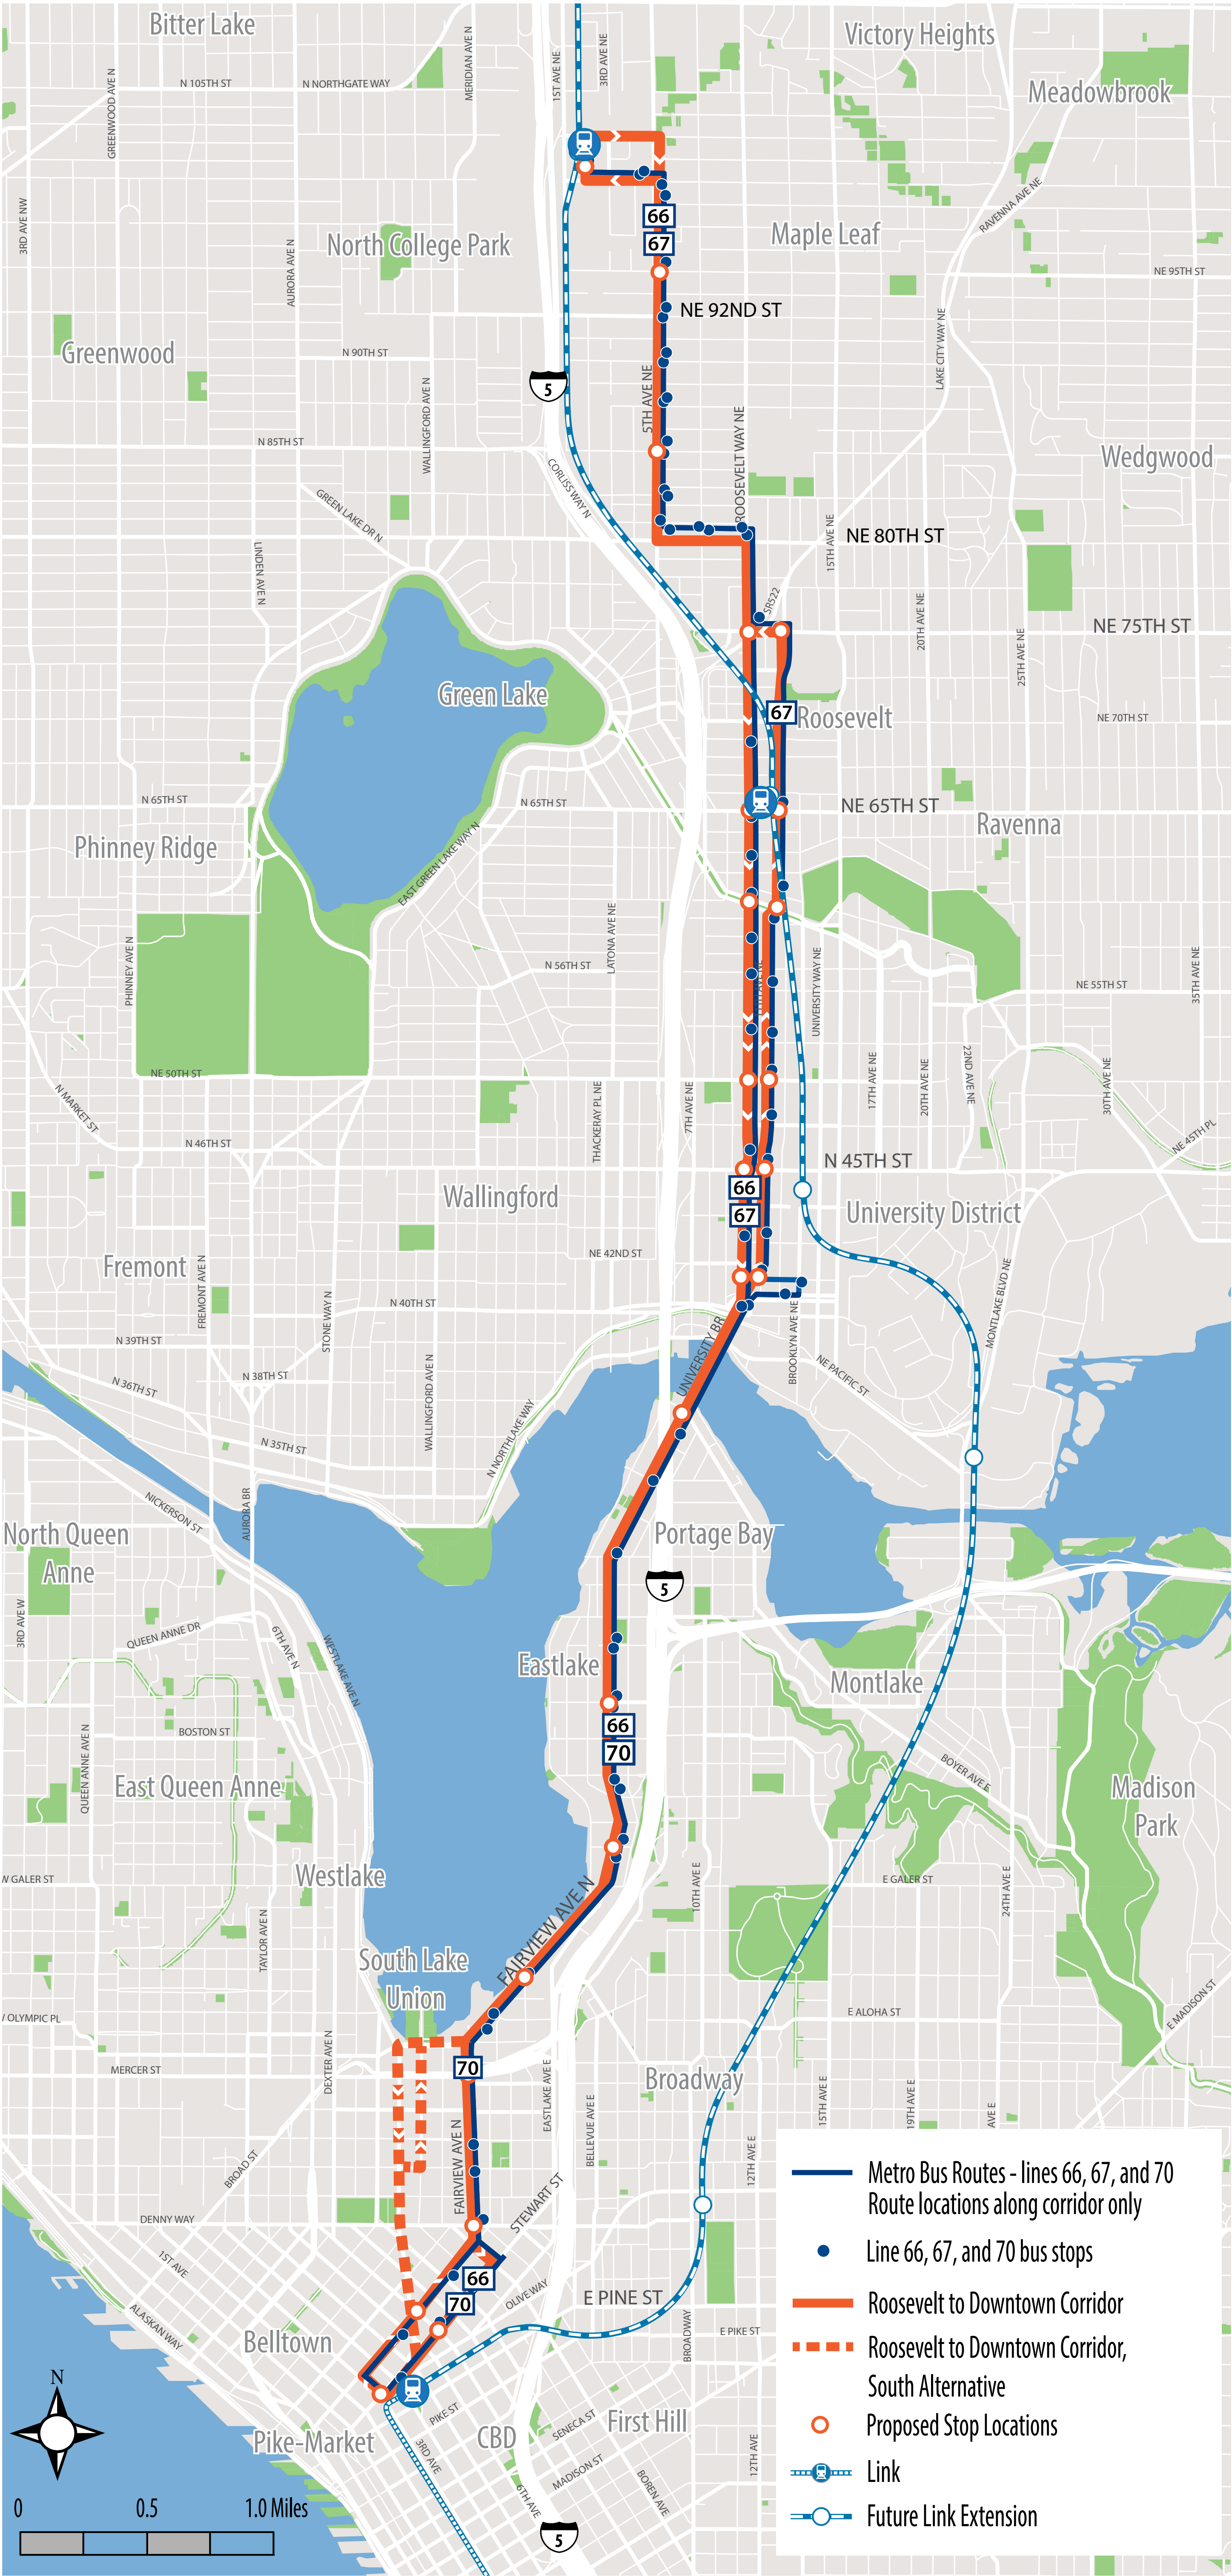 Bitter Lake
Victory Heights
Meadowbrook
GREENWOOD AVE N
N 105TH ST
N NORTHGATE WAY
MERIDIAN AVE N
1ST AVE NE
3RD AVE NE
RAVENNA AVE NE
3RD AVE NW
AURORA AVE N
North College Park
66
67
Maple Leaf
NE 95TH ST
NE 92ND ST
Greenwood
N 90TH ST
5
WALLINGFORD AVE N
5TH AVE NE
LAKE CITY WAY NE
N 85TH ST
CORLISS WAY N
ROOSEVELT WAY NE
Wedgwood
GREEN LAKE DR N
LINDEN AVE N
15TH AVE NE
NE 80TH ST
SR522
20TH AVE NE
25TH AVE NE
NE 75TH ST
Green Lake
67
Roosevelt
NE 70TH ST
N 65TH ST
N 65TH ST
NE 65TH ST
Phinney Ridge
EAST GREEN LAKE WAY N
Ravenna
PHINNEY AVE N
LATONA AVE NE
N 56TH ST
UNIVERSITY WAY NE
NE 55TH ST
35TH AVE NE
NE 50TH ST
N MARKET ST
THACKERAY PL NE
7TH AVE NE
17TH AVE NE
20TH AVE NE
22ND AVE NE
30TH AVE NE
N 46TH ST
NE 45TH PL
N 45TH ST
Wallingford
66
67
University District
Fremont
FREMONT AVE N
NE 42ND ST
MONTLAKE BLVD NE
STONE WAY N
N 40TH ST
N 39TH ST
UNIVERSITY BR
BROOKLYN AVE NE
NE PACIFIC ST
N 38TH ST
N 36TH ST
WALLINGFORD AVE N
N NORTHLAKE WAY
N 35TH ST
NICKERSON ST
AURORA BR
North Queen
Anne
Portage Bay
5
3RD AVE W
QUEEN ANNE DR
6TH AVE N
WESTLAKE AVE N
Eastlake
Montlake
66
70
QUEEN ANNE AVE N
BOSTON ST
East Queen Anne
BOYER AVE E
Madison
Park
Westlake
W GALER ST
10TH AVE E
E GALER ST
24TH AVE E
TAYLOR AVE N
FAIRVIEW AVE N
South Lake
Union
OLYMPIC PL
E ALOHA ST
E MADISON ST
MERCER ST
DEXTER AVE N
70
EASTLAKE AVE E
BELLEVUE AVE E
Broadway
15TH AVE E
19TH AVE E
AVE E
BROAD ST
FAIRVIEW AVE N
STEWART ST
12TH AVE E
DENNY WAY
1ST AVE
ALASKAN WAY
66
70
OLIVE WAY
E PINE ST
E PIKE ST
BROADWAY
Belltown
N
PIKE ST
3RD AVE
Pike-Market
CBD
SENECA ST
First Hill
MADISON ST
6TH AVE
BOREN AVE
12TH AVE
5
0
0.5
1.0 Miles
Metro Bus Routes - lines 66, 67, and 70
Route locations along corridor only
Line 66, 67, and 70 bus stops
Roosevelt to Downtown Corridor
Roosevelt to Downtown Corridor,
South Alternative
Proposed Stop Locations
Link
Future Link Extension